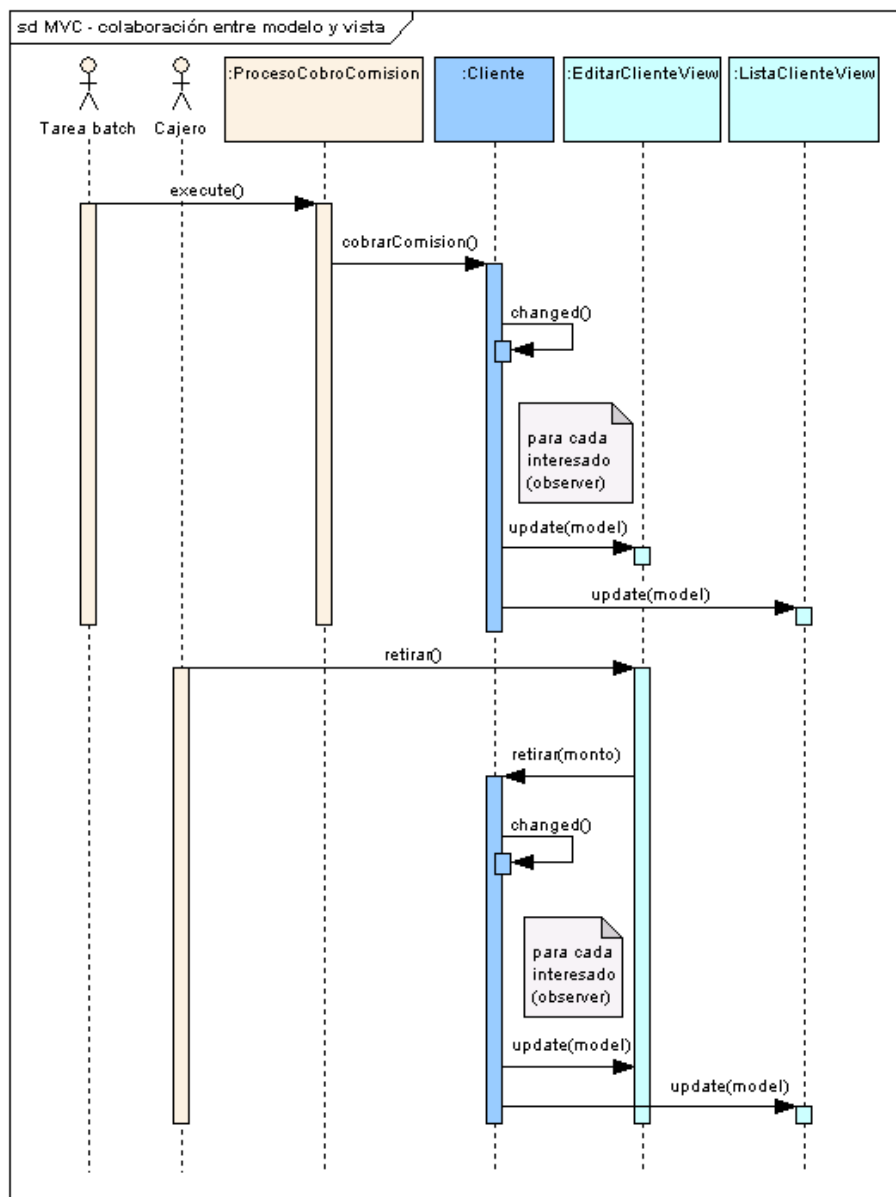 sd MVC - colaboración entre modelo y vista
:ProcesoCobroComision
:Cliente
:EditarClienteView
:ListaClienteView
Tarea batch
Cajero
execute()
cobrarComision()
changed()
para cada
interesado
(observer)
update(model)
update(model)
retirar()
retirar(monto)
changed()
para cada
interesado
(observer)
update(model)
update(model)